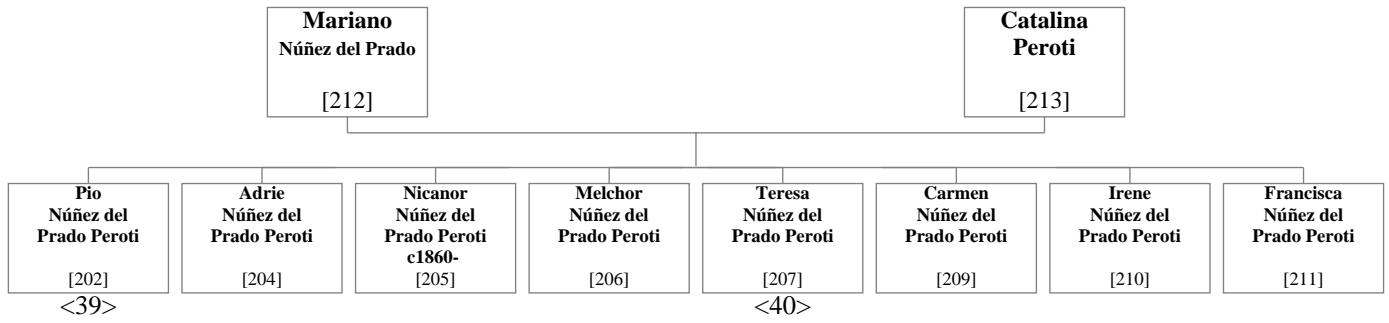 Mariano
Núñez del Prado
[212]
Catalina
Peroti
[213]
Pio
Núñez del
Prado Peroti
[202]
<39>
Adrie
Núñez del
Prado Peroti
[204]
Nicanor
Núñez del
Prado Peroti
c1860-
[205]
Melchor
Núñez del
Prado Peroti
[206]
Teresa
Núñez del
Prado Peroti
[207]
<40>
Carmen
Núñez del
Prado Peroti
[209]
Irene
Núñez del
Prado Peroti
[210]
Francisca
Núñez del
Prado Peroti
[211]